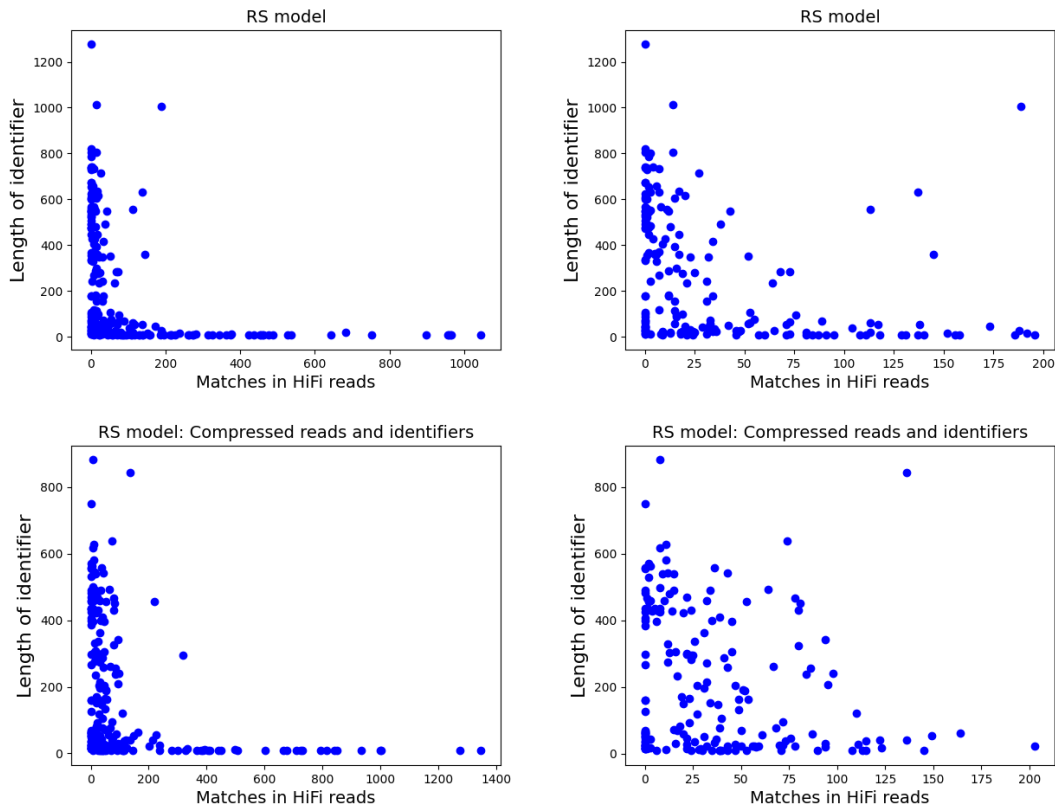 RS model
Length of identifier
1200
1000
800
600
400
200
0
0 200 400 600 800 1000
Matches in HiFi reads
RS model
Length of identifier
1200
1000
800
600
400
200
0
0 25 50 75 100 125 150 175 200
Matches in HiFi reads
RS model: Compressed reads and identifiers
Length of identifier
800
600
400
200
0
0 200 400 600 800 1000 1200 1400
Matches in HiFi reads
RS model: Compressed reads and identifiers
Length of identifier
800
600
400
200
0
0 25 50 75 100 125 150 175 200
Matches in HiFi reads